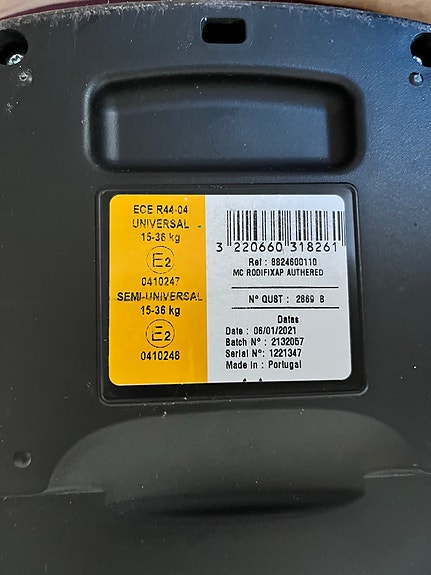 ECE R44-04
UNIVERSAL
15-36 kg
E2
0410247
SEMI-UNIVERSAL
15-36 kg
E2
0410248
3 220660 318261
Ref : 8824600110
MC RODIFIXAP AUTHERED
N° QUST : 2869 B
Dates
Date : 06/01/2021
Batch N° : 2132057
Serial N° : 1221347
Made in : Portugal